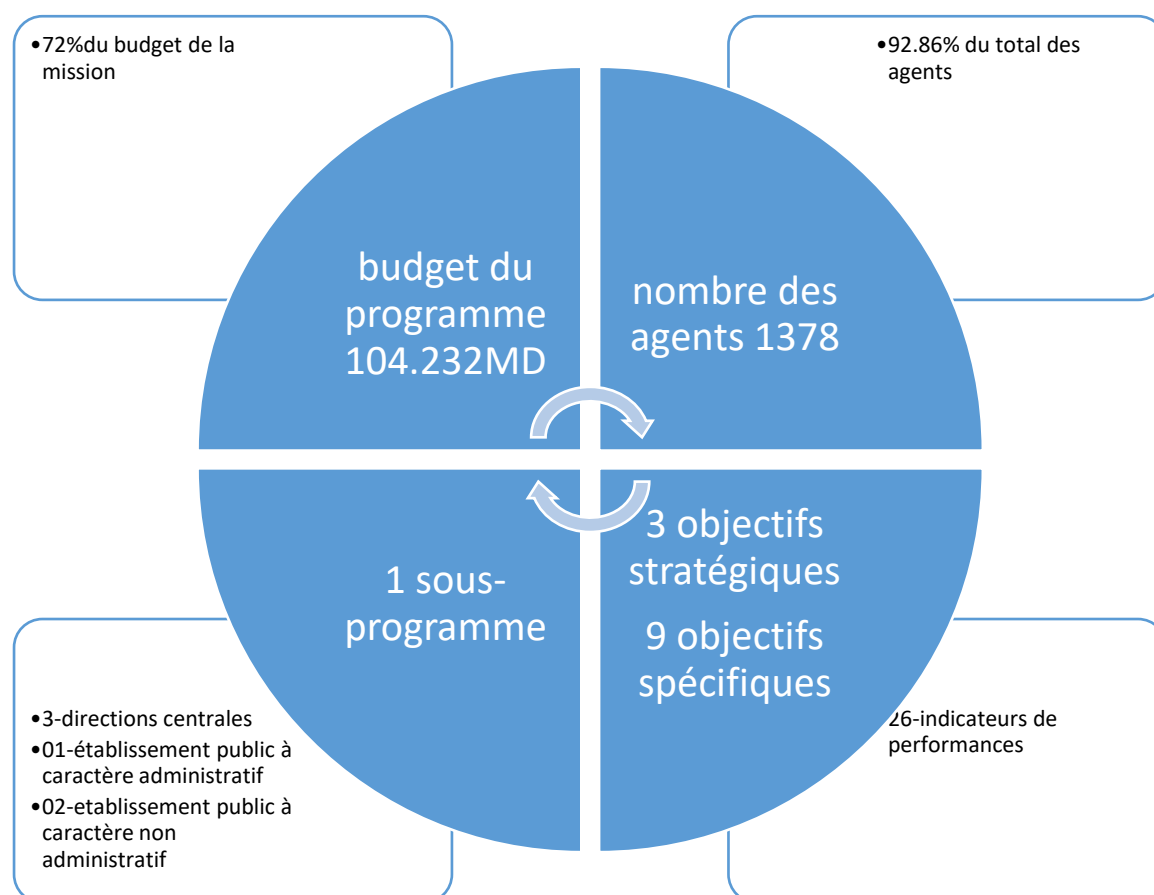 •72%du budget de la
mission
•92.86% du total des
agents
budget du
programme
104.232MD
nombre des
agents 1378
1 sous-
programme
3 objectifs
stratégiques
9 objectifs
spécifiques
•3-directions centrales
•01-établissement public à
caractère administratif
•02-etablissement public à
caractère non
administratif
26-indicateurs de
performances